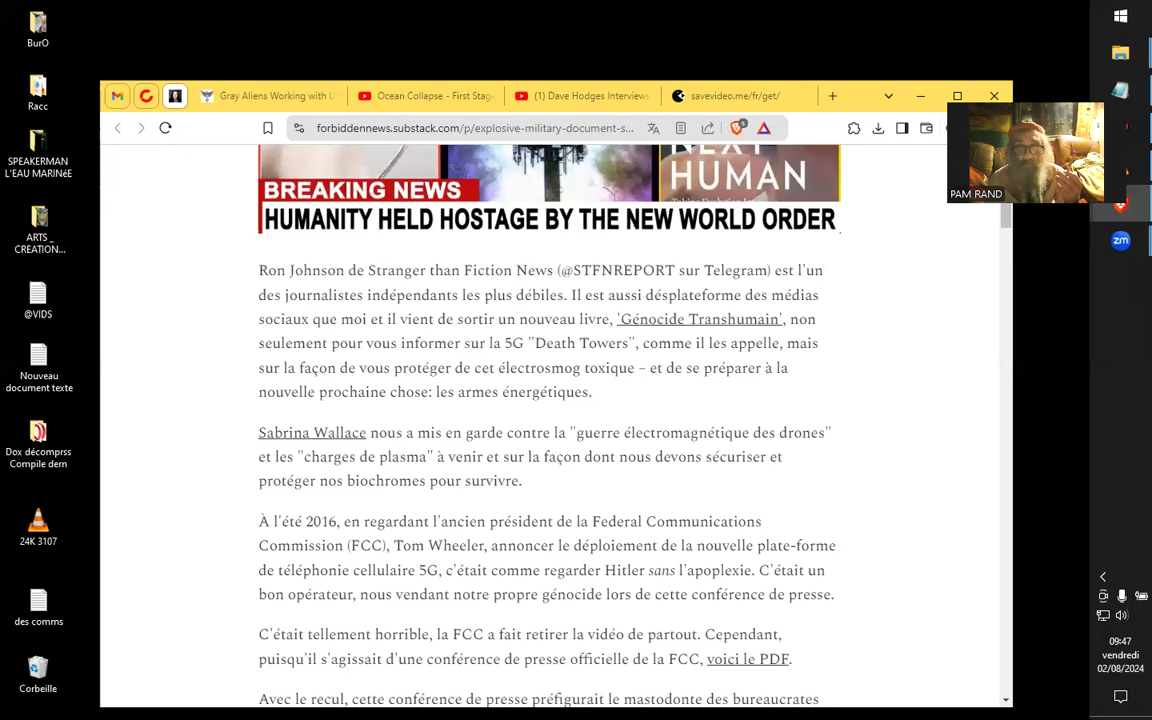 BurO
Racc
SPEAKERMAN
L'EAU MARINéE
ARTS _
CREATION...
@VIDS
Nouveau
document texte
Dox décomprss
Compile dern
24K 3107
des comms
Corbeille
Gray Aliens Working with U
Ocean Collapse - First Stage
(1) Dave Hodges Interviews
savevideo.me/fr/get/
forbiddennews.substack.com/p/explosive-military-document-s...
5
NEXT
HUMAN
Taking Evolution Into
BREAKING NEWS
HUMANITY HELD HOSTAGE BY THE NEW WORLD ORDER
Ron Johnson de Stranger than Fiction News (@STFNREPORT sur Telegram) est l'un
des journalistes indépendants les plus débiles. Il est aussi désplateforme des médias
sociaux que moi et il vient de sortir un nouveau livre, 'Génocide Transhumain', non
seulement pour vous informer sur la 5G "Death Towers", comme il les appelle, mais
sur la façon de vous protéger de cet électrosmog toxique – et de se préparer à la
nouvelle prochaine chose: les armes énergétiques.
Sabrina Wallace nous a mis en garde contre la "guerre électromagnétique des drones"
et les "charges de plasma" à venir et sur la façon dont nous devons sécuriser et
protéger nos biochromes pour survivre.
À l'été 2016, en regardant l'ancien président de la Federal Communications
Commission (FCC), Tom Wheeler, annoncer le déploiement de la nouvelle plate-forme
de téléphonie cellulaire 5G, c'était comme regarder Hitler sans l'apoplexie. C'était un
bon opérateur, nous vendant notre propre génocide lors de cette conférence de presse.
C'était tellement horrible, la FCC a fait retirer la vidéo de partout. Cependant,
puisqu'il s'agissait d'une conférence de presse officielle de la FCC, voici le PDF.
Avec le recul, cette conférence de presse préfigurait le mastodonte des bureaucrates
PAM RAND
zm
09:47
vendredi
02/08/2024